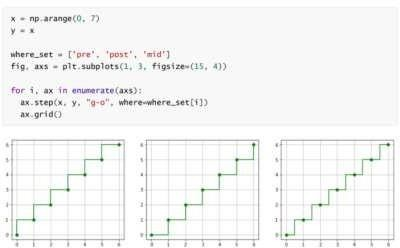 x = np.arange(0, 7)
y = x
where_set = ['pre', 'post', 'mid']
fig, axs = plt.subplots(1, 3, figsize=(15, 4))
for i, ax in enumerate(axs):
ax.step(x, y, "g-o", where=where_set[i])
ax.grid()
6 6 6
5 5 5
4 4 4
3 3 3
2 2 2
1 1 1
0 0 0
0 1 2 3 4 5 6 0 1 2 3 4 5 6 0 1 2 3 4 5 6